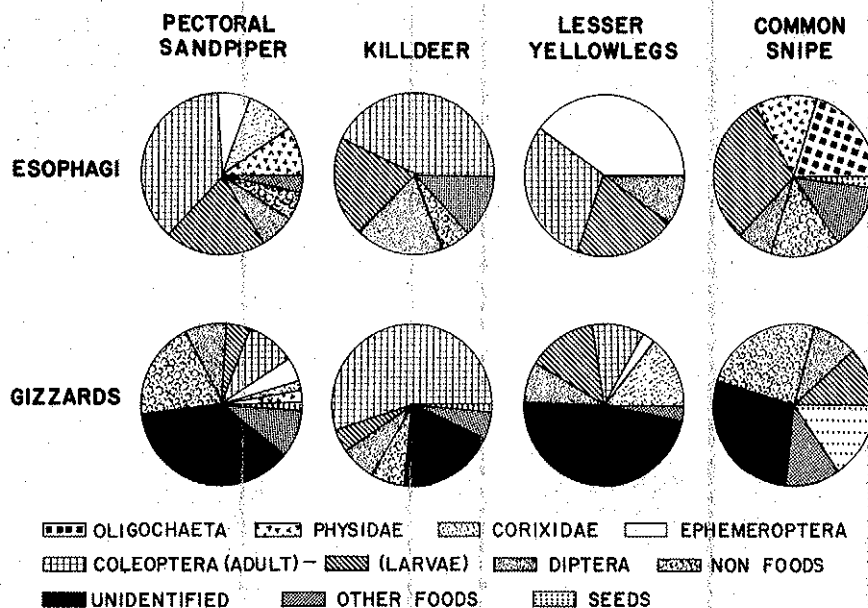 PECTORAL SANDPIPER
KILLDEER
LESSER YELLOWLEGS
COMMON SNIPE
ESOPHAGI
GIZZARDS
OLIGOCHAETA PHYSIDAE CORIXIDAE EPHEMEROPTERA
COLEOPTERA (ADULT) – (LARVAE) DIPTERA NON FOODS
UNIDENTIFIED OTHER FOODS SEEDS